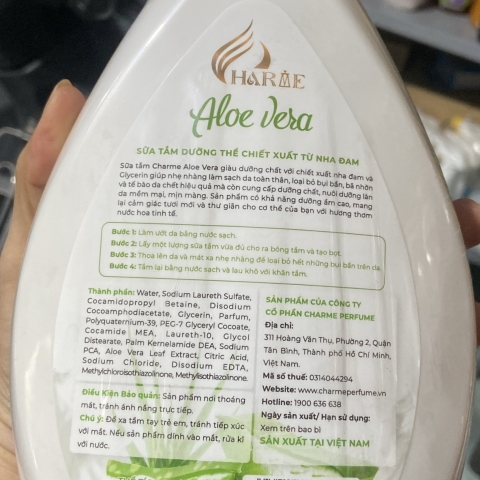 CHARME
Aloe Vera
SỮA TẮM DƯỠNG THỂ CHIẾT XUẤT TỪ NHA ĐAM
Sữa tắm Charme Aloe Vera giàu dưỡng chất với chiết xuất nha đam và
Glycerin giúp nhẹ nhàng làm sạch da toàn thân, loại bỏ bụi bẩn, bã nhờn
và tế bào da chết hiệu quả mà còn cung cấp dưỡng chất, nuôi dưỡng làn
da mềm mại, mịn màng. Sản phẩm có khả năng dưỡng ẩm cao, mang
lại cảm giác tươi mới và thư giãn cho cơ thể của bạn với hương thơm
nước hoa tinh tế.
Bước 1: Làm ướt da bằng nước sạch.
Bước 2: Lấy một lượng sữa tắm vừa đủ cho ra bông tắm và tạo bọt.
Bước 3: Thoa lên da và mát xa nhẹ nhàng để loại bỏ hết những bụi bẩn trên da.
Bước 4: Tắm lại bằng nước sạch và lau khô với khăn tắm.
Thành phần: Water, Sodium Laureth Sulfate,
Cocamidopropyl Betaine, Disodium
Cocoamphodiacetate, Glycerin, Parfum,
Polyquaternium-39, PEG-7 Glyceryl Cocoate,
Cocamide MEA, Laureth-10, Glycol
Distearate, Palm Kernelamide DEA, Sodium
PCA, Aloe Vera Leaf Extract, Citric Acid,
Sodium Chloride, Disodium EDTA,
Methylchloroisothiazolinone, Methylisothiazolinone.
Điều Kiện Bảo quản: Sản phẩm nơi thoáng
mát, tránh ánh nắng trực tiếp.
Chú ý: Để xa tầm tay trẻ em, tránh tiếp xúc
với mắt. Nếu sản phẩm dính vào mắt, rửa kĩ
với nước.
SẢN PHẨM CỦA CÔNG TY
CỔ PHẦN CHARME PERFUME
Địa chỉ:
311 Hoàng Văn Thụ, Phường 2, Quận
Tân Bình, Thành phố Hồ Chí Minh,
Việt Nam.
Mã số thuế: 0314044294
Website: www.charmeperfume.vn
Hotline: 1900 636 638
Ngày sản xuất/ Hạn sử dụng:
Xem trên bao bì
SẢN XUẤT TẠI VIỆT NAM